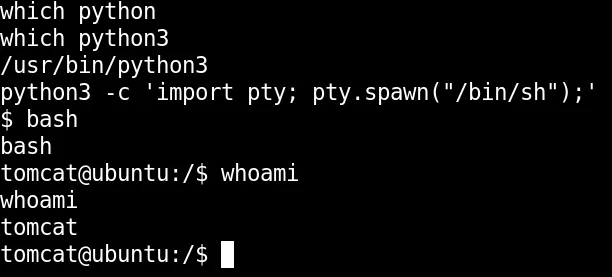 which python
which python3
/usr/bin/python3
python3 -c 'import pty; pty.spawn("/bin/sh");'
$ bash
bash
tomcat@ubuntu:/$ whoami
whoami
tomcat
tomcat@ubuntu:/$